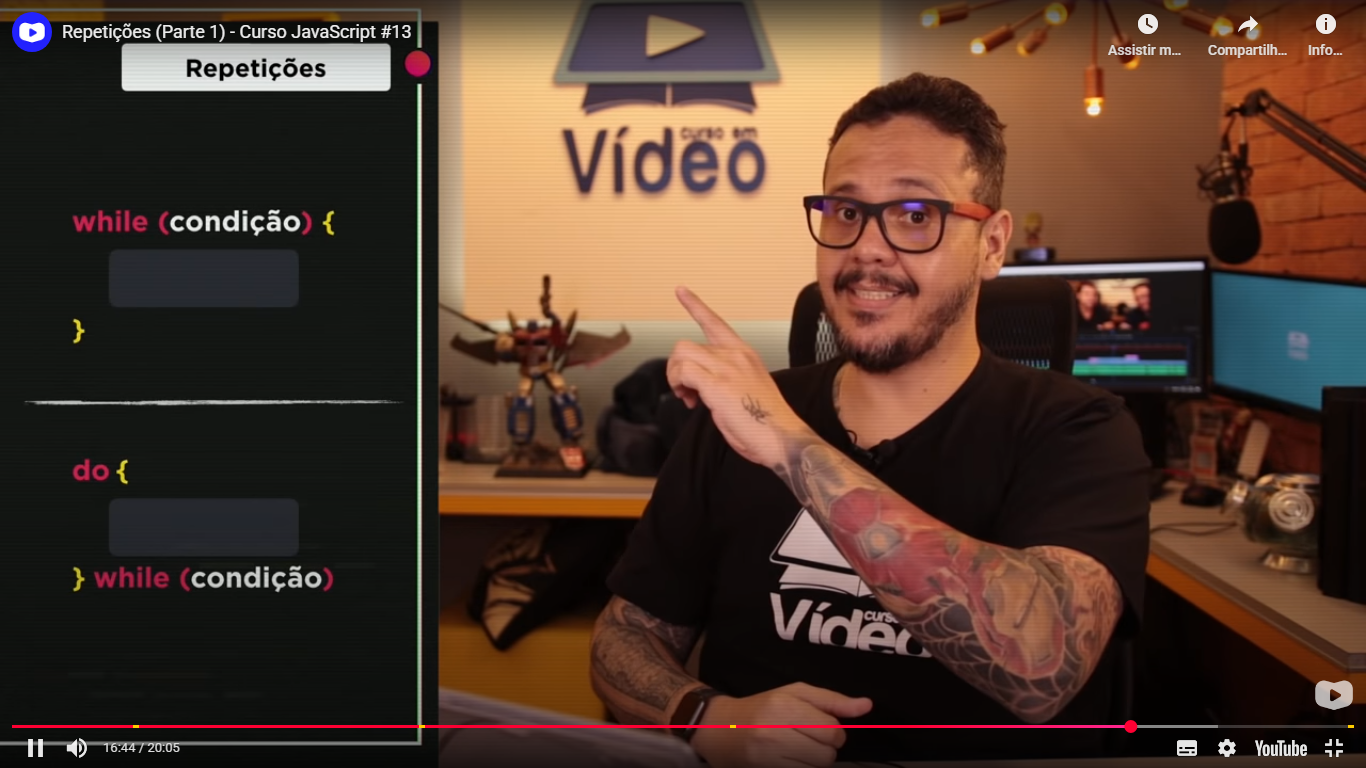 Repetições (Parte 1) - Curso JavaScript #13
Assistir m...
Compartilh...
Info...
Repetições
curso em
Vídeo
while (condição) {
}
do {
} while (condição)
curso
Vídeo
16:44 / 20:05
YouTube